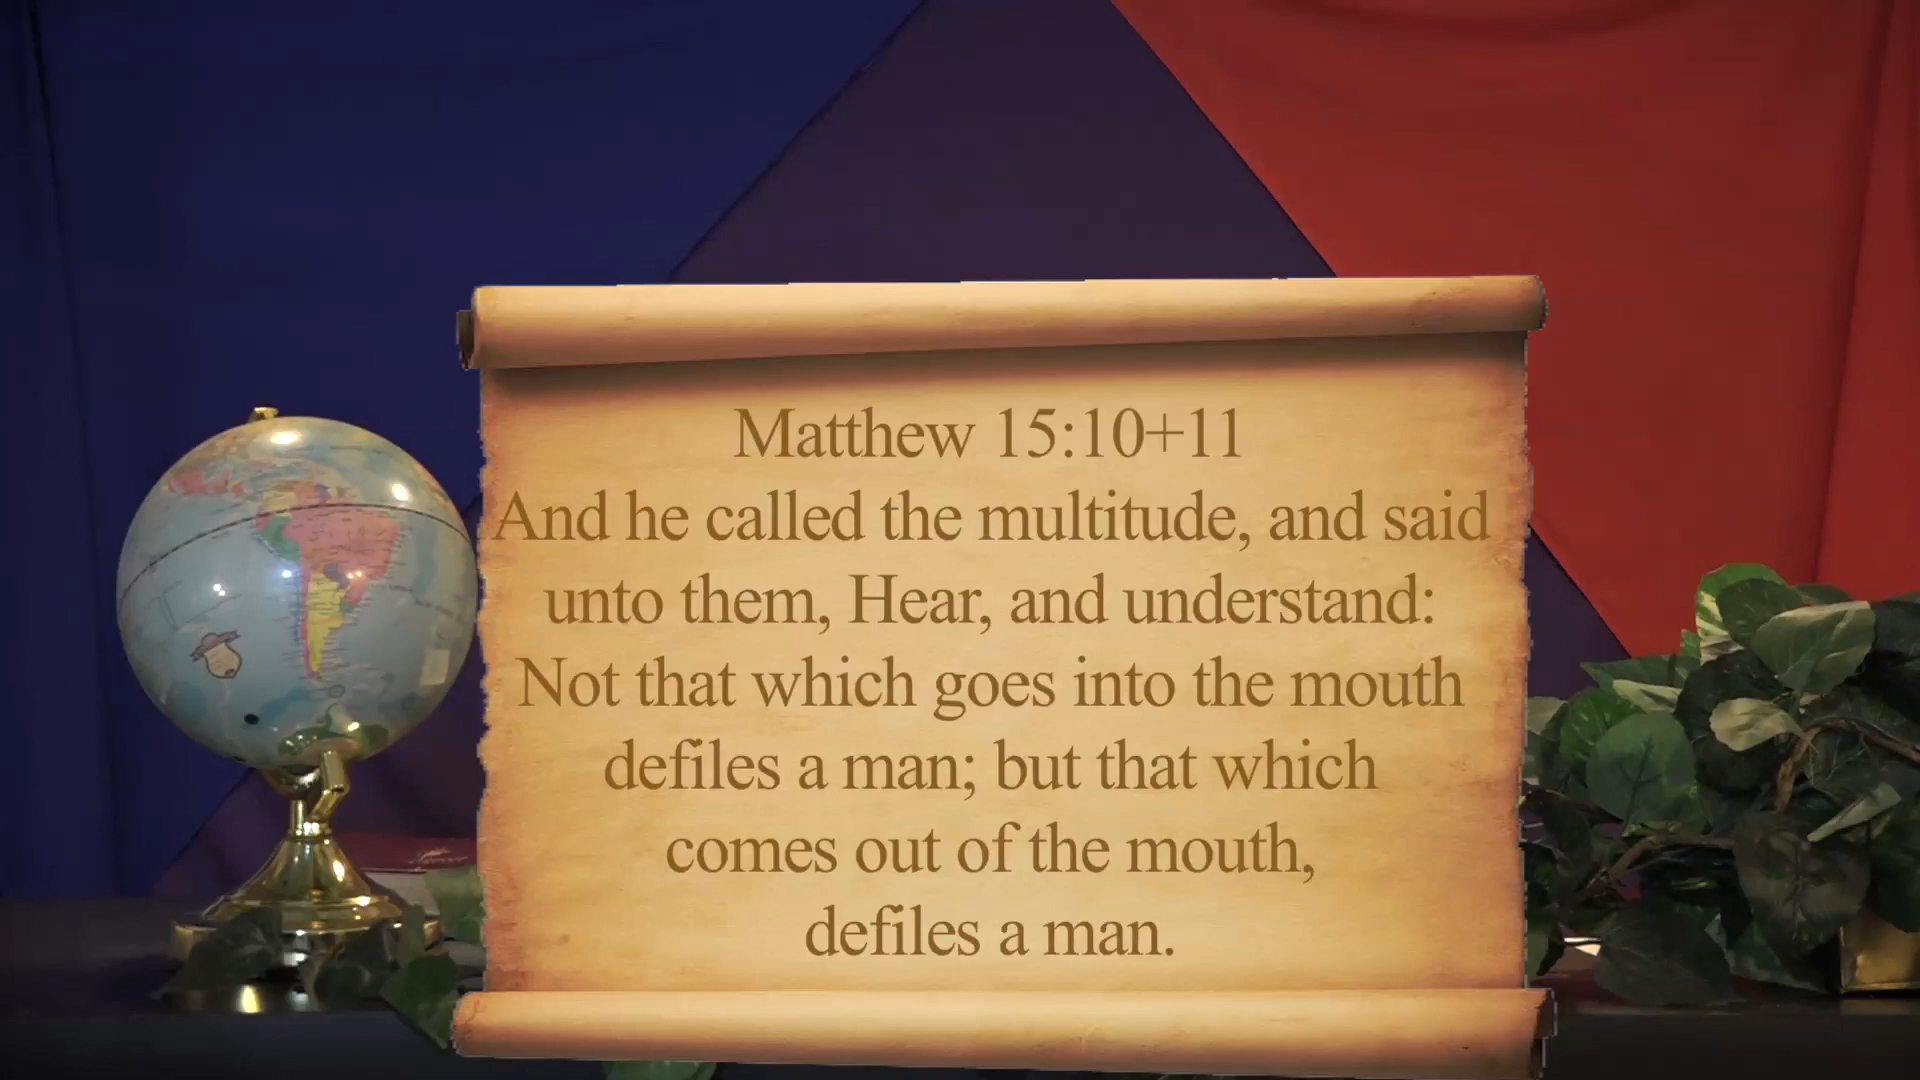 Matthew 15:10+11
And he called the multitude, and said
unto them, Hear, and understand:
Not that which goes into the mouth
defiles a man; but that which
comes out of the mouth,
defiles a man.